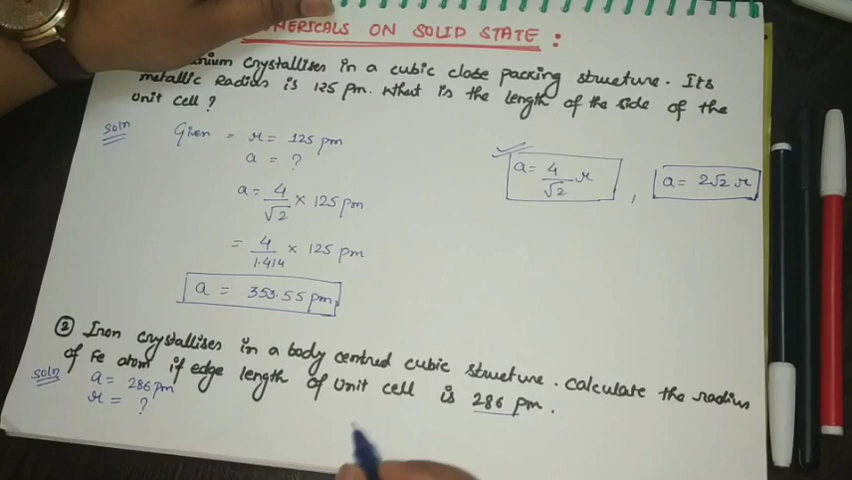 ON SOLID STATE :
crystallises in a cubic close packing structure. Its
metallic Radius is 125 pm. What is the length of the side of the
Unit cell ?
Soln
Given = r = 125 pm
a = ?
a = 4/√2 r , a = 2√2 r
a = 4/√2 × 125 pm
= 4/1.414 × 125 pm
a = 353.55 pm
② Iron crystallises in a body centred cubic structure. Calculate the radius
of Fe atom if edge length of Unit cell is 286 pm.
Soln a = 286 pm
r = ?